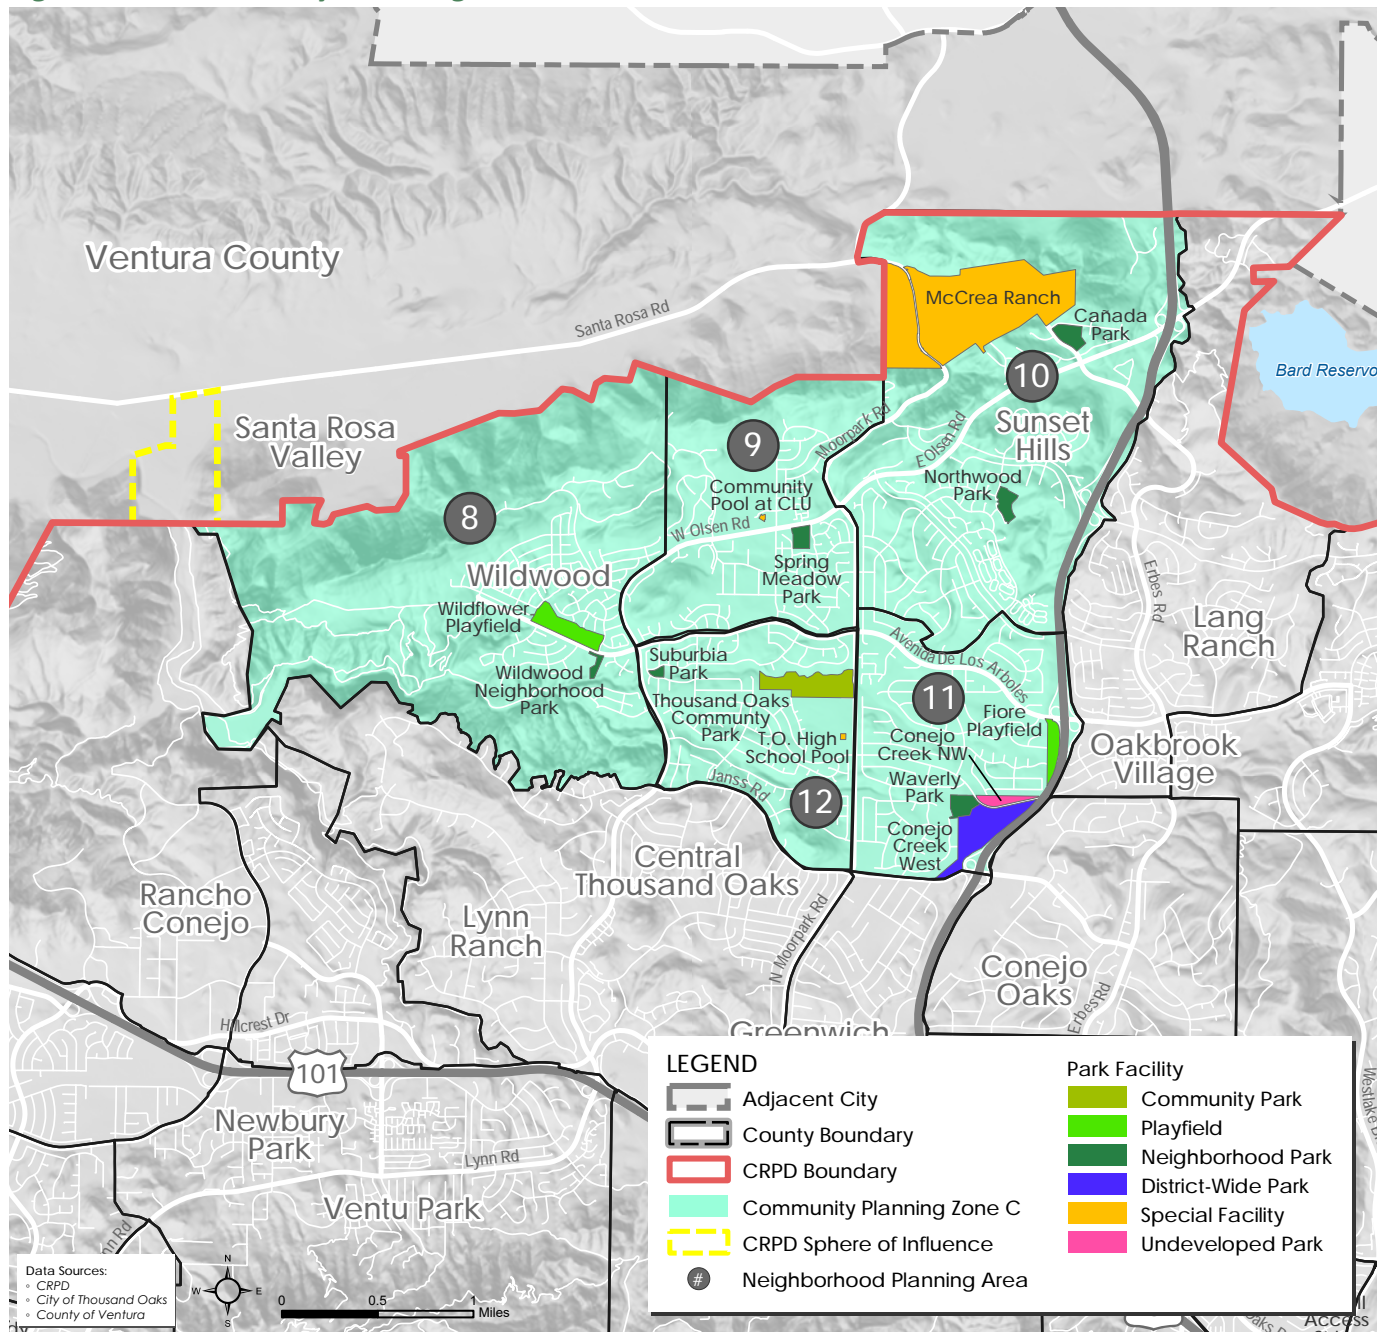 Ventura County
Santa Rosa Rd
McCrea Ranch
Cañada
Park
10
Bard Reservo
Santa Rosa
Valley
Sunset
Hills
9
Moorpark Rd
E Olsen Rd
Community
Pool at CLU
Northwood
Park
8
W Olsen Rd
Wildwood
Spring
Meadow
Park
Erbes Rd
Wildflower
Playfield
Lang
Ranch
Avenida De Los Arboles
Suburbia
Park
Wildwood
Neighborhood
Park
11
Thousand Oaks
Communty
Park
Fiore
Playfield
T.O. High
School Pool
Conejo
Creek NW
Oakbrook
Village
Janss Rd
Waverly
Park
12
Conejo
Creek
West
Central
Thousand Oaks
Rancho
Conejo
Lynn
Ranch
N Moorpark Rd
Conejo
Oaks
Erbes Rd
Hillcrest Dr
Greenwich
101
Newbury
Park
Lynn Rd
Ventu Park
nn Rd
Westlake B
LEGEND
Adjacent City
County Boundary
CRPD Boundary
Community Planning Zone C
CRPD Sphere of Influence
#
Neighborhood Planning Area
Park Facility
Community Park
Playfield
Neighborhood Park
District-Wide Park
Special Facility
Undeveloped Park
Data Sources:
◦ CRPD
◦ City of Thousand Oaks
◦ County of Ventura
N
W
E
S
0
0.5
1
Miles
ll
Access
Oaks